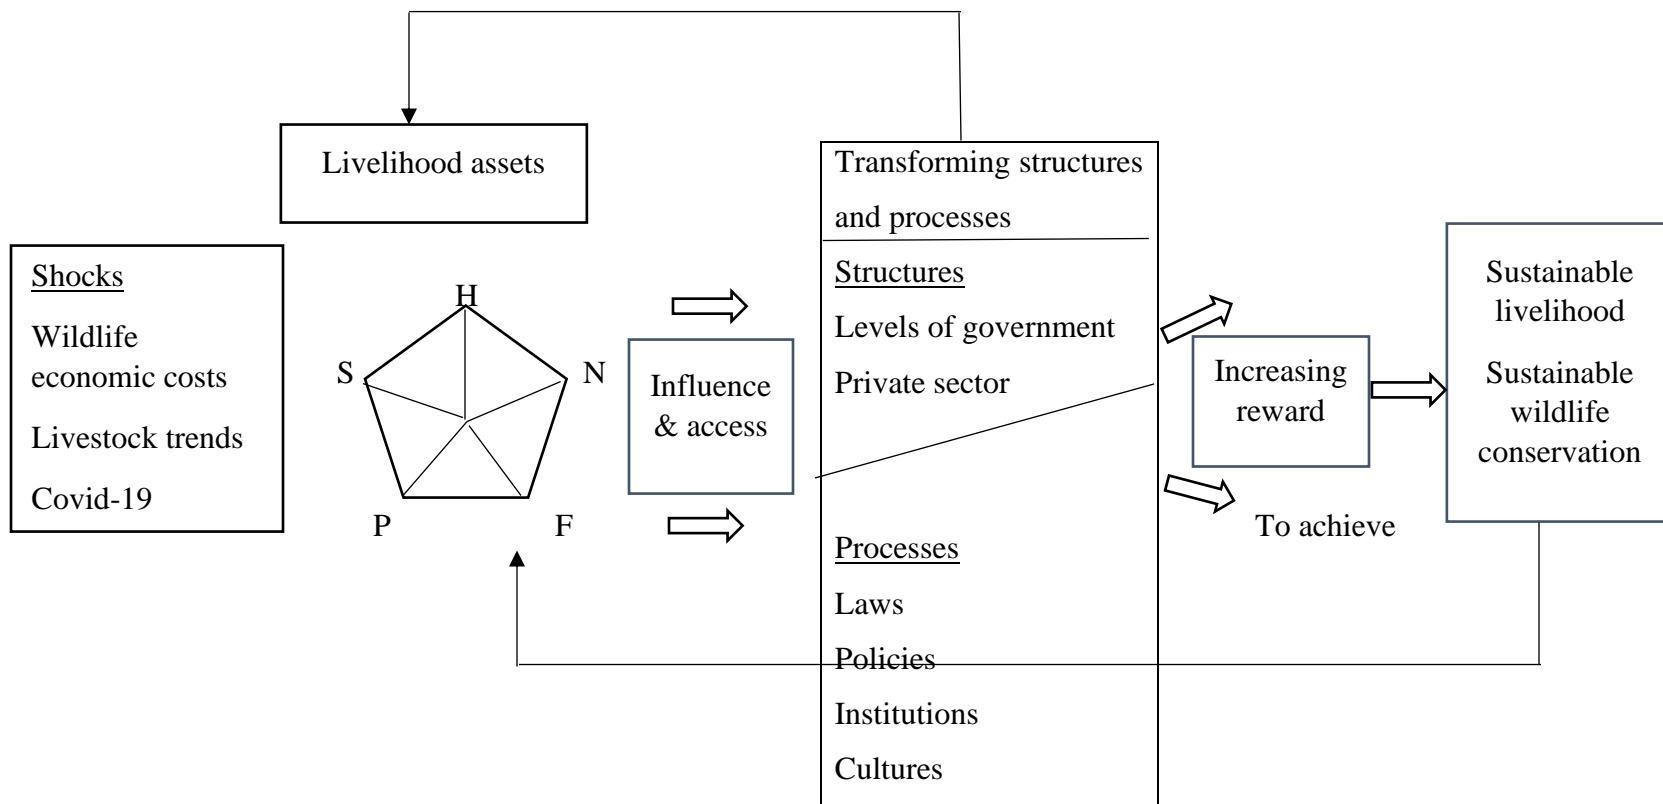 Livelihood assets
Shocks
Wildlife
economic costs
Livestock trends
Covid-19
H
S
N
P
F
Influence
& access
Transforming structures
and processes
Structures
Levels of government
Private sector
Processes
Laws
Policies
Institutions
Cultures
Increasing
reward
To achieve
Sustainable
livelihood
Sustainable
wildlife
conservation